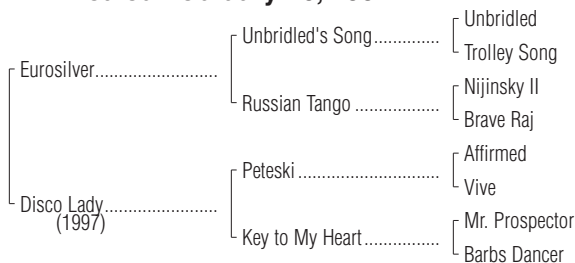 Unbridled
Unbridled's Song..............
Trolley Song
Eurosilver..........................
Nijinsky II
Russian Tango ..................
Brave Raj
Affirmed
Peteski ..............................
Vive
Disco Lady........................
(1997)
Mr. Prospector
Key to My Heart................
Barbs Dancer